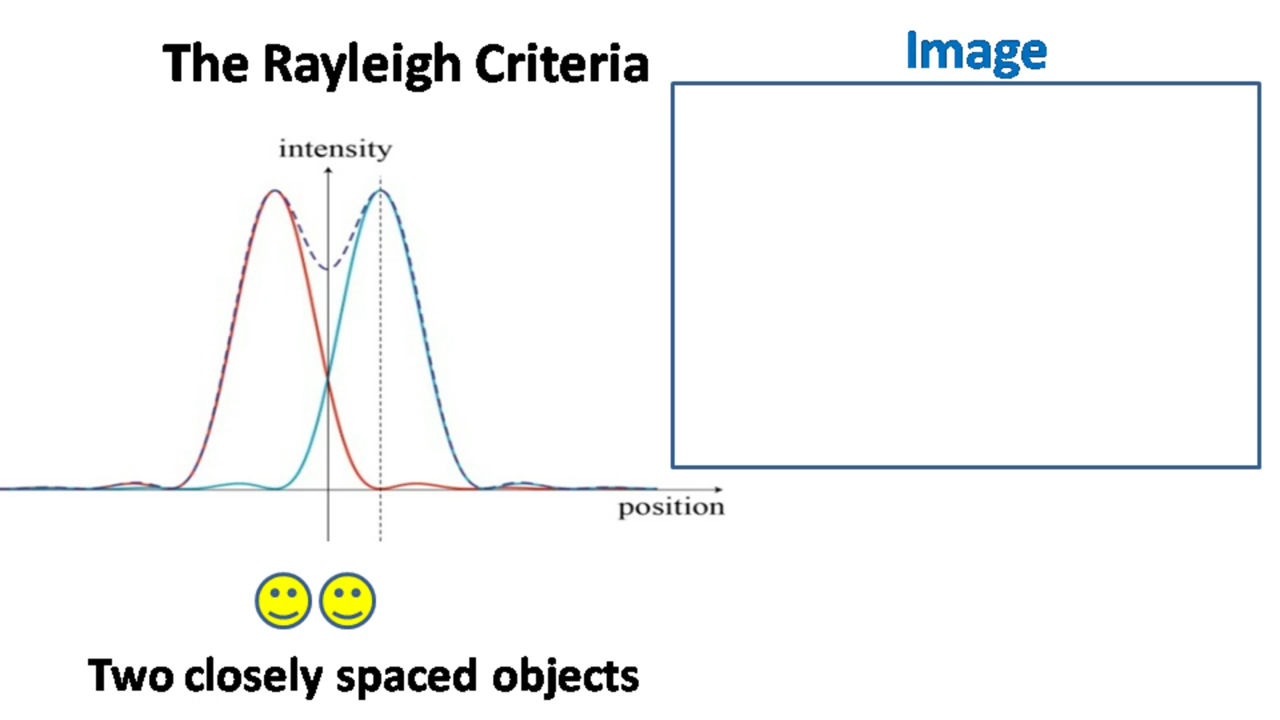 The Rayleigh Criteria
Image
intensity
position
Two closely spaced objects